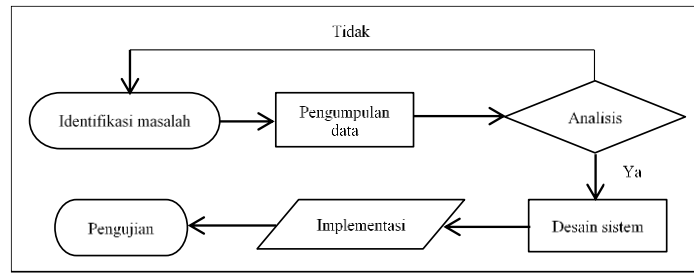 Tidak
Identifikasi masalah
Pengumpulan
data
Analisis
Ya
Pengujian
Implementasi
Desain sistem